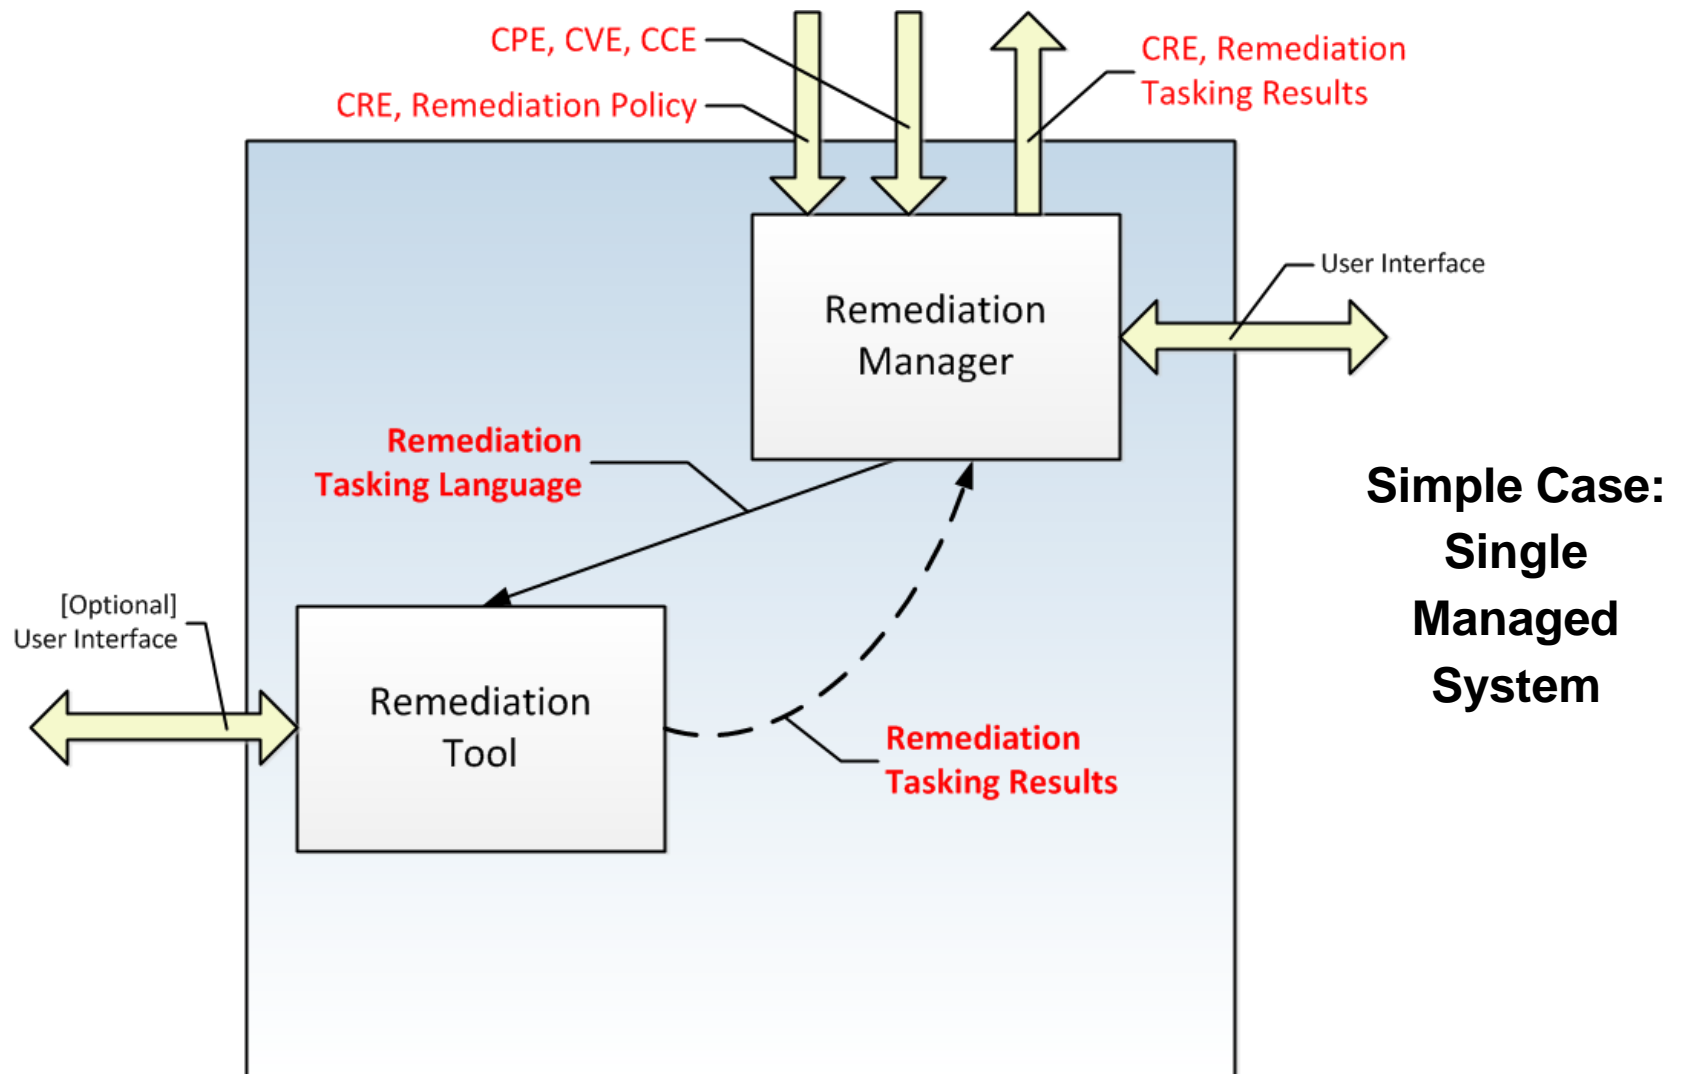 CPE, CVE, CCE
CRE, Remediation Policy
CRE, Remediation
Tasking Results
User Interface
Remediation
Manager
Remediation
Tasking Language
Simple Case:
Single
Managed
System
[Optional]
User Interface
Remediation
Tool
Remediation
Tasking Results